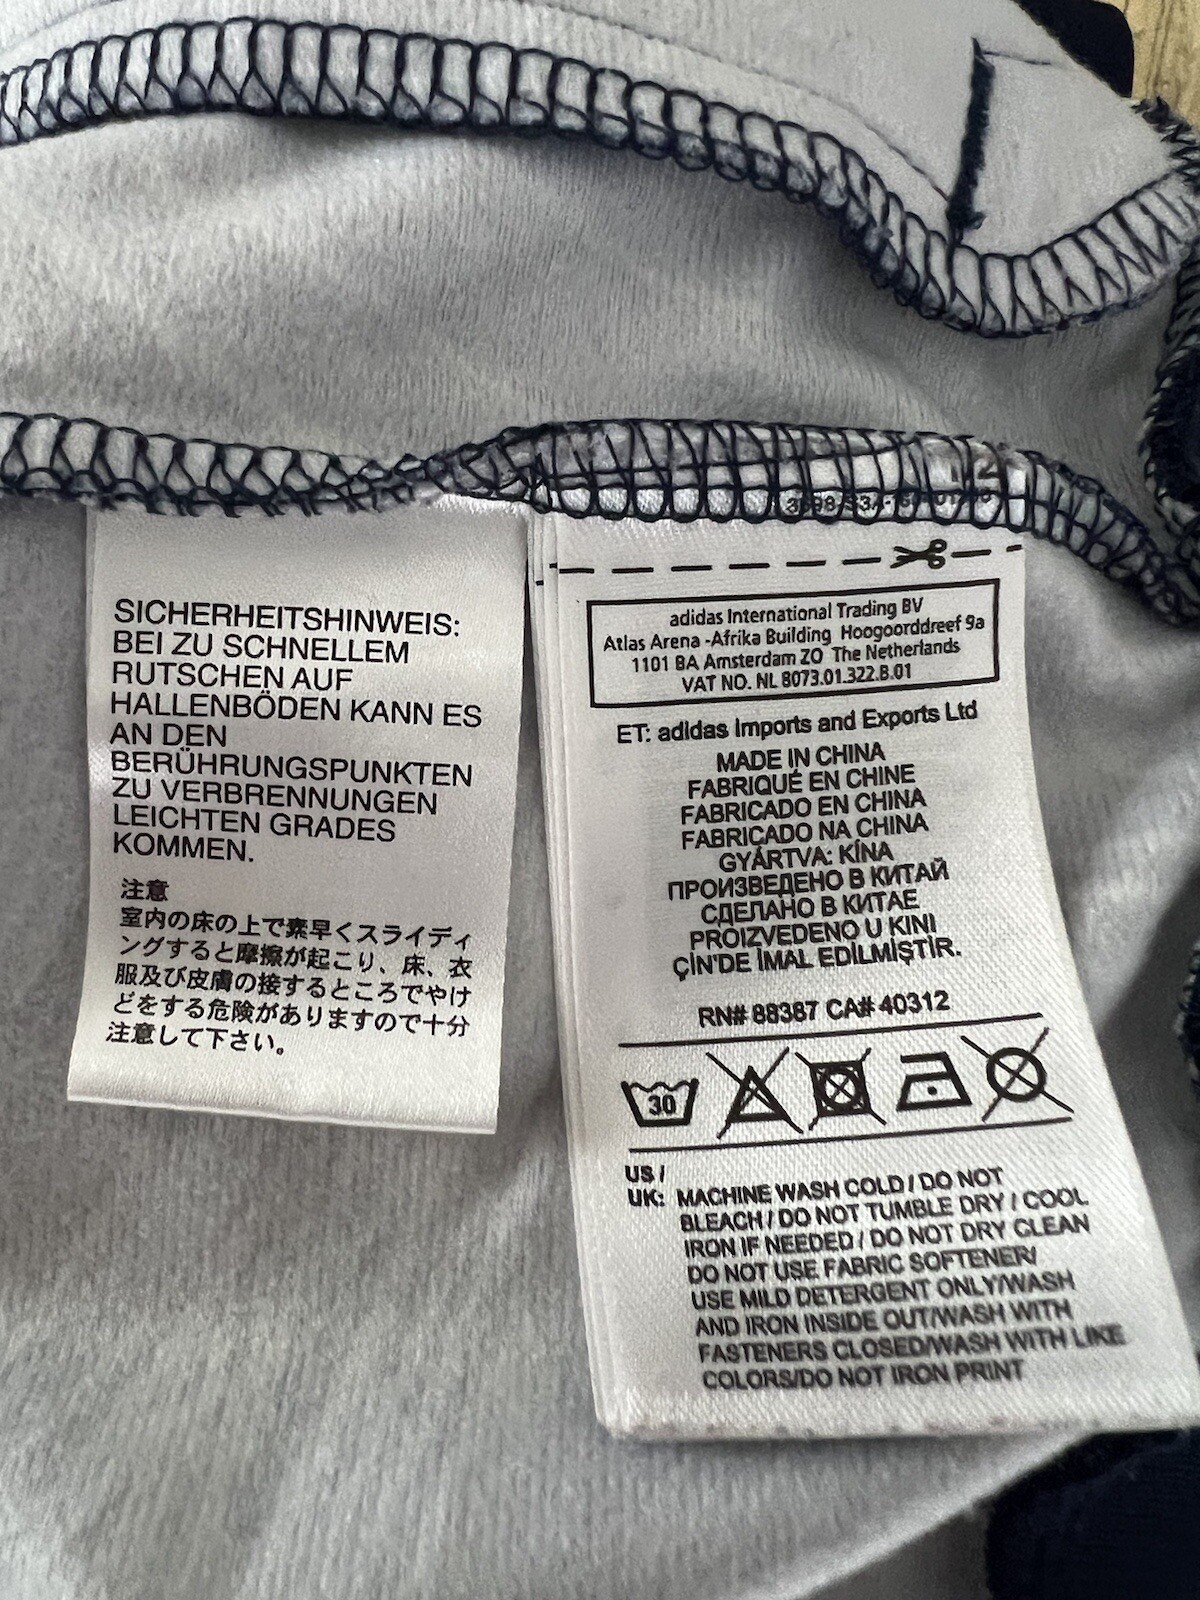 SICHERHEITSHINWEIS:
BEI ZU SCHNELLEM
RUTSCHEN AUF
HALLENBÖDEN KANN ES
AN DEN
BERÜHRUNGSPUNKTEN
ZU VERBRENNUNGEN
LEICHTEN GRADES
KOMMEN.
注意
室内の床の上で素早くスライディ
ングすると摩擦が起こり、床、衣
服及び皮膚の接するところでやけ
どをする危険がありますので十分
注意して下さい。
adidas International Trading BV
Atlas Arena -Afrika Building Hoogoorddreef 9a
1101 BA Amsterdam ZO The Netherlands
VAT NO. NL 8073.01.322.B.01
ET: adidas Imports and Exports Ltd
MADE IN CHINA
FABRIQUÉ EN CHINE
FABRICADO EN CHINA
FABRICADO NA CHINA
GYÁRTVA: KÍNA
ПРОИЗВЕДЕНО В КИТАЙ
СДЕЛАНО В КИТАЕ
PROIZVEDENO U KINI
ÇİN'DE İMAL EDİLMİŞTİR.
RN# 88387 CA# 40312
30
US /
UK: MACHINE WASH COLD / DO NOT
BLEACH / DO NOT TUMBLE DRY / COOL
IRON IF NEEDED / DO NOT DRY CLEAN
DO NOT USE FABRIC SOFTENER/
USE MILD DETERGENT ONLY/WASH
AND IRON INSIDE OUT/WASH WITH
FASTENERS CLOSED/WASH WITH LIKE
COLORS/DO NOT IRON PRINT